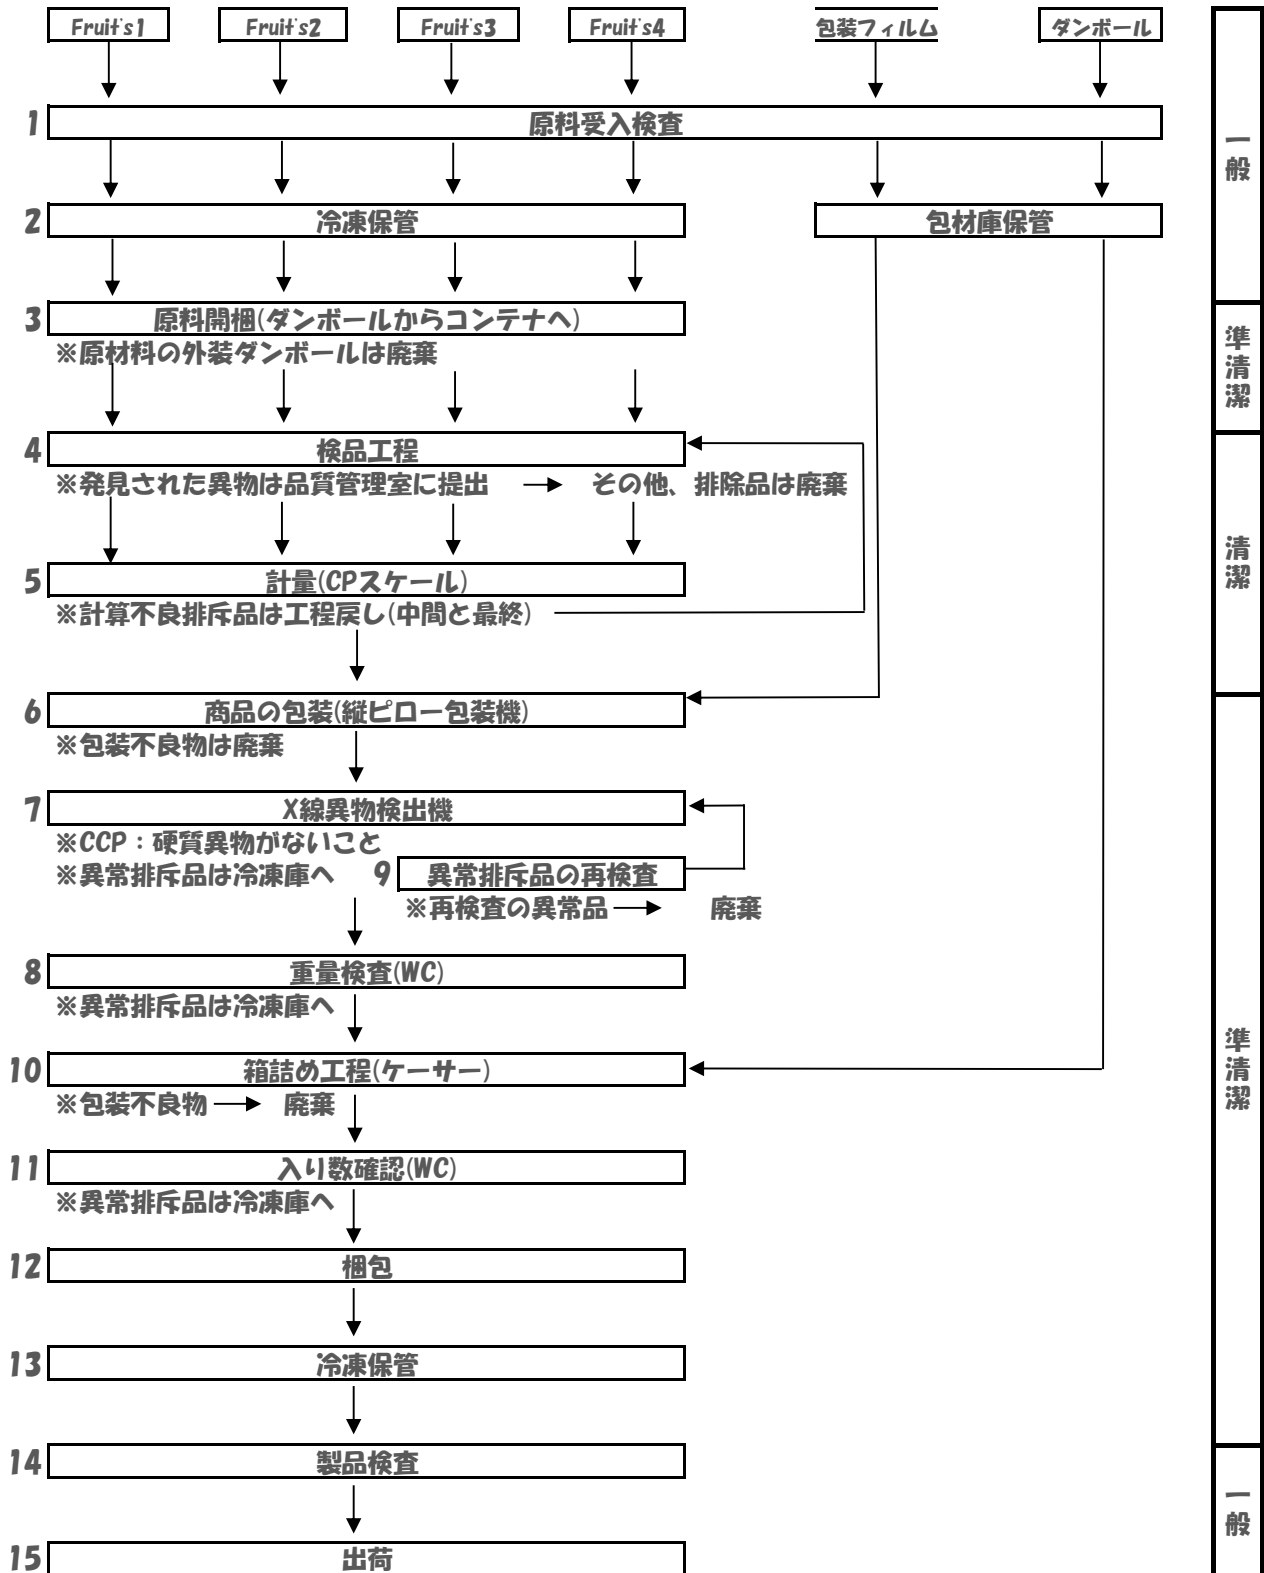 Fruit's1 Fruit's2 Fruit's3 Fruit's4 包装フィルム ダンボール
1 原料受入検査
一般
2 冷凍保管 包材庫保管
3 原料開梱(ダンボールからコンテナへ)
※原材料の外装ダンボールは廃棄
準清潔
4 検品工程
※発見された異物は品質管理室に提出 その他、排除品は廃棄
清潔
5 計量(CPスケール)
※計算不良排斥品は工程戻し(中間と最終)
6 商品の包装(縦ピロー包装機)
※包装不良物は廃棄
7 X線異物検出機
※CCP：硬質異物がないこと
※異常排斥品は冷凍庫へ 9 異常排斥品の再検査
※再検査の異常品 廃棄
8 重量検査(WC)
※異常排斥品は冷凍庫へ
10 箱詰め工程(ケーサー)
準清潔
※包装不良物 廃棄
11 入り数確認(WC)
※異常排斥品は冷凍庫へ
12 梱包
13 冷凍保管
14 製品検査
一般
15 出荷